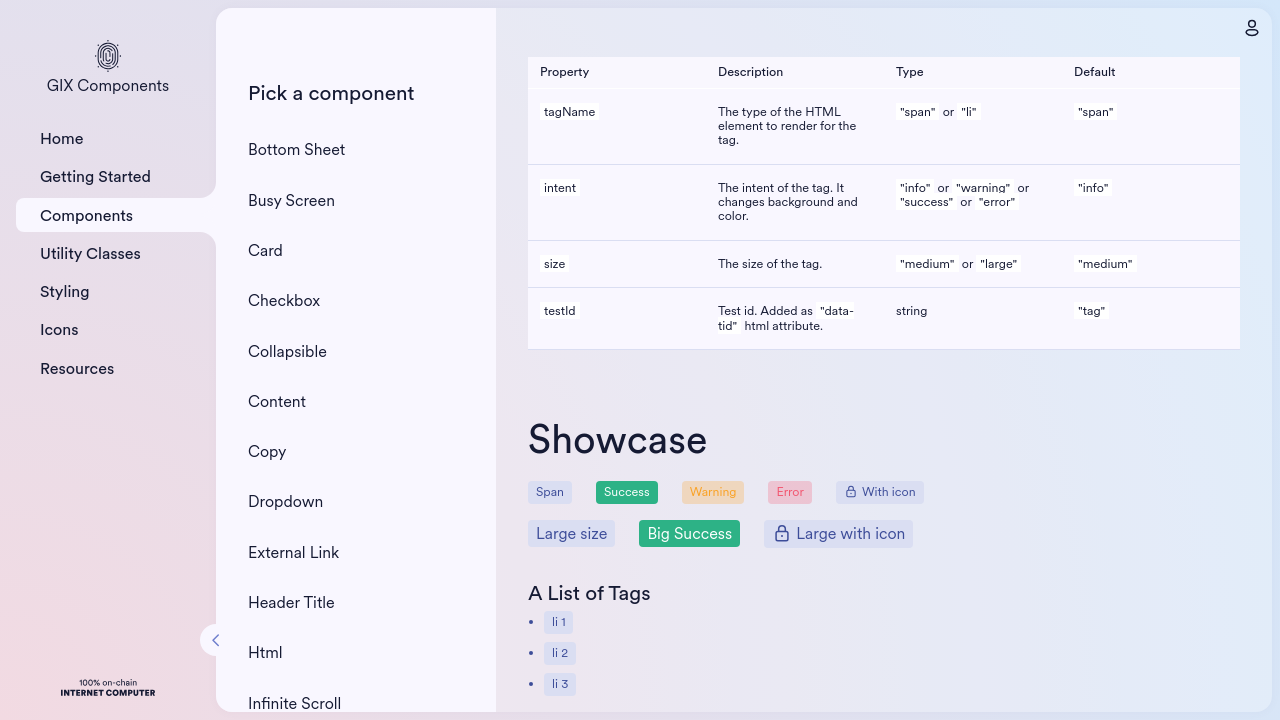 GIX Components
Home
Getting Started
Components
Utility Classes
Styling
Icons
Resources
100% on-chain
INTERNET COMPUTER
Pick a component
Bottom Sheet
Busy Screen
Card
Checkbox
Collapsible
Content
Copy
Dropdown
External Link
Header Title
Html
Infinite Scroll
Property Description Type Default
tagName The type of the HTML "span" or "li" "span"
element to render for the
tag.
intent The intent of the tag. It "info" or "warning" or "info"
changes background and "success" or "error"
color.
size The size of the tag. "medium" or "large" "medium"
testId Test id. Added as "data- string "tag"
tid" html attribute.
Showcase
Span Success Warning Error With icon
Large size Big Success Large with icon
A List of Tags
li 1
li 2
li 3